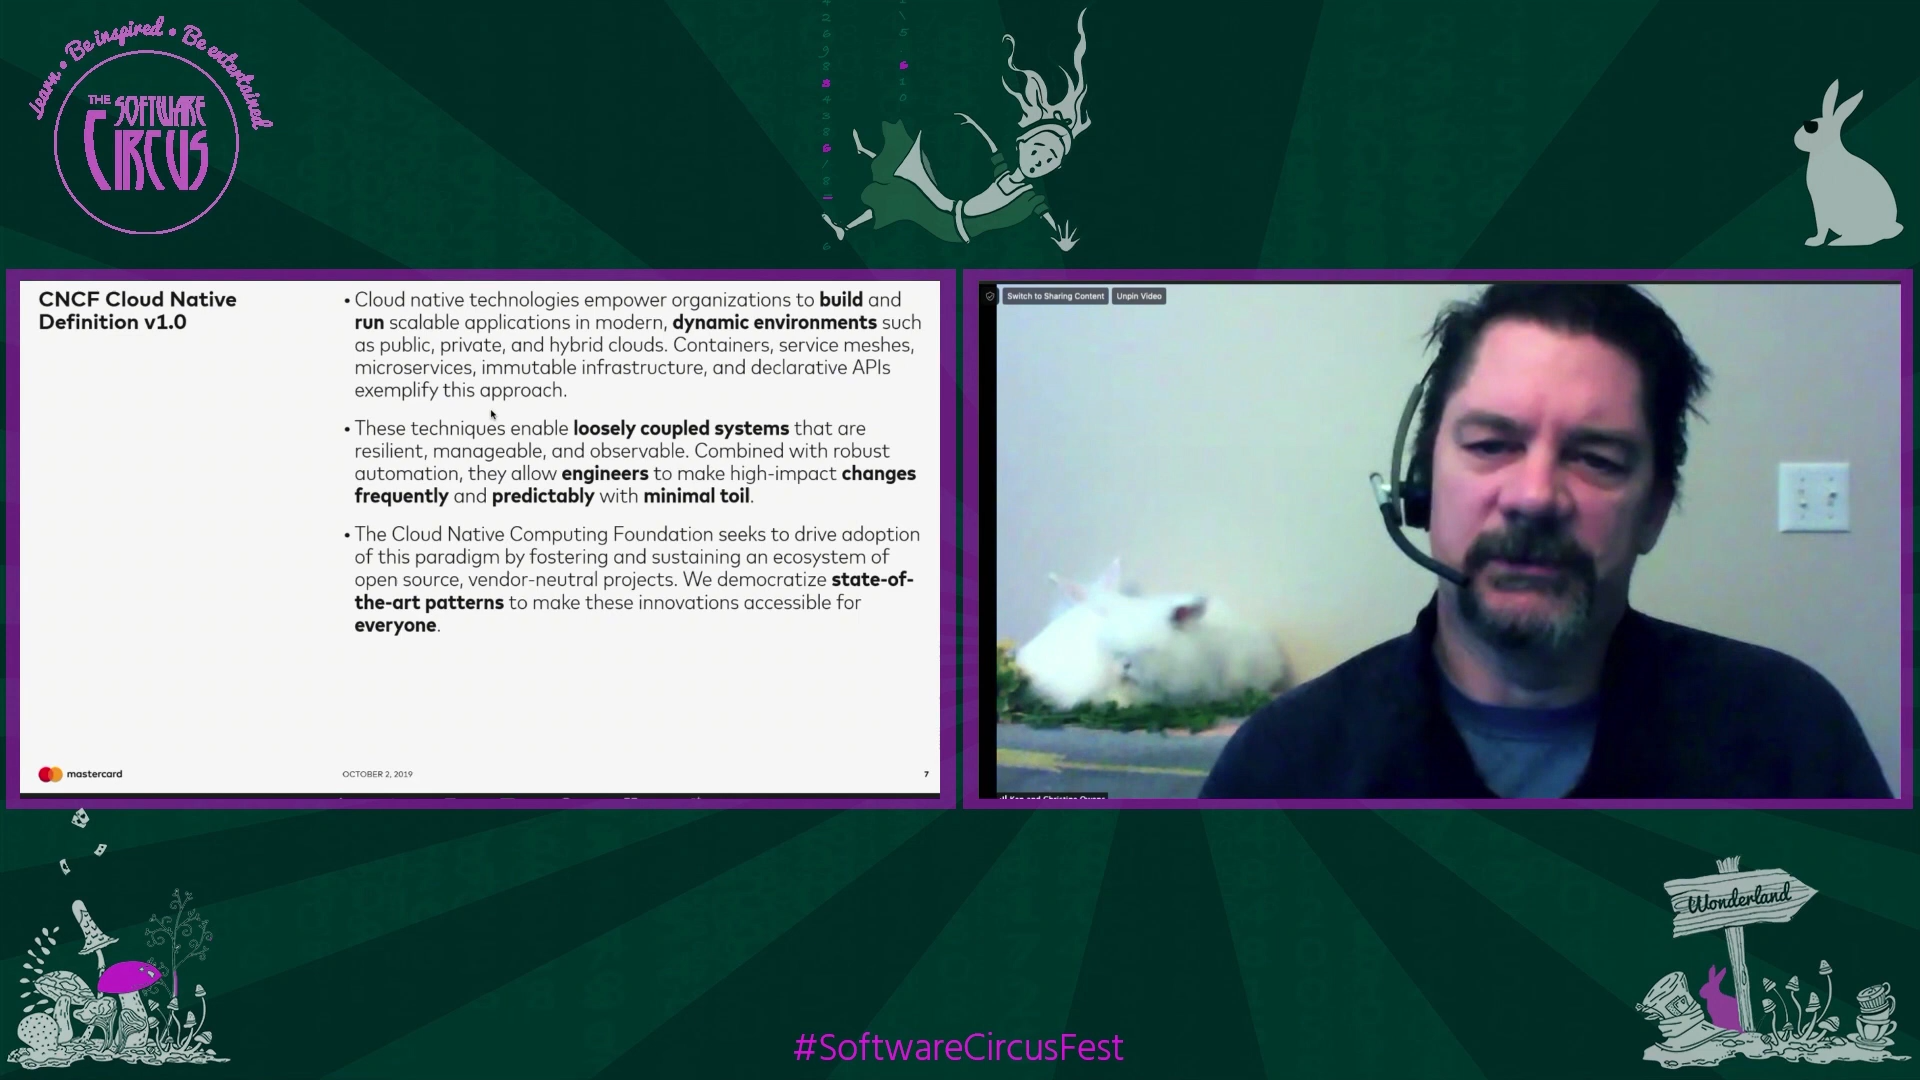 Learn • Be inspired • Be entertained
THE SOFTWARE
CIRCUS
CNCF Cloud Native
Definition v1.0
• Cloud native technologies empower organizations to build and
run scalable applications in modern, dynamic environments such
as public, private, and hybrid clouds. Containers, service meshes,
microservices, immutable infrastructure, and declarative APIs
exemplify this approach.
• These techniques enable loosely coupled systems that are
resilient, manageable, and observable. Combined with robust
automation, they allow engineers to make high-impact changes
frequently and predictably with minimal toil.
• The Cloud Native Computing Foundation seeks to drive adoption
of this paradigm by fostering and sustaining an ecosystem of
open source, vendor-neutral projects. We democratize state-of-
the-art patterns to make these innovations accessible for
everyone.
mastercard
OCTOBER 2, 2019
7
Switch to Sharing Content
Unpin Video
Wonderland
#SoftwareCircusFest